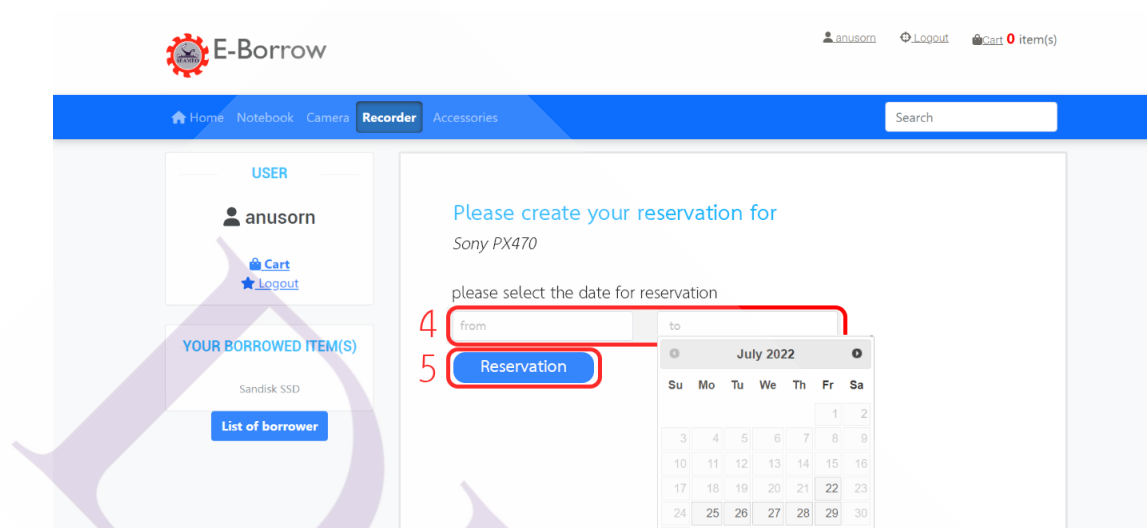 E-Borrow
anusorn Logout Cart 0 item(s)
Home Notebook Camera Recorder Accessories Search
USER
anusorn
Cart
Logout
YOUR BORROWED ITEM(S)
Sandisk SSD
List of borrower
Please create your reservation for
Sony PX470
please select the date for reservation
4 from to
5 Reservation
July 2022
Su Mo Tu We Th Fr Sa
1 2
3 4 5 6 7 8 9
10 11 12 13 14 15 16
17 18 19 20 21 22 23
24 25 26 27 28 29 30